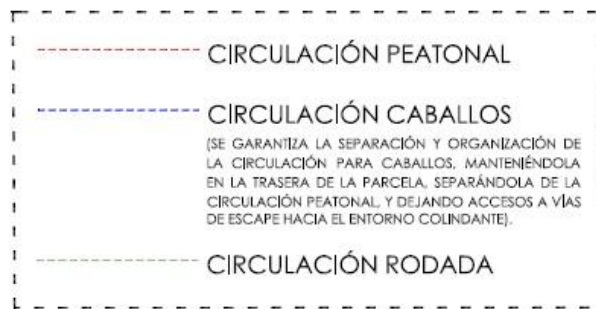 CIRCULACIÓN PEATONAL
CIRCULACIÓN CABALLOS
(SE GARANTIZA LA SEPARACIÓN Y ORGANIZACIÓN DE
LA CIRCULACIÓN PARA CABALLOS, MANTENIÉNDOLA
EN LA TRASERA DE LA PARCELA, SEPARÁNDOLA DE LA
CIRCULACIÓN PEATONAL, Y DEJANDO ACCESOS A VÍAS
DE ESCAPE HACIA EL ENTORNO COLINDANTE).
CIRCULACIÓN RODADA